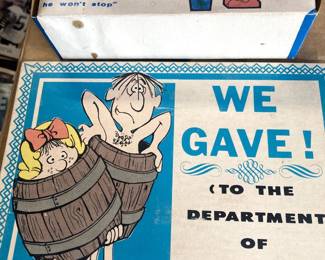 he won't stop"
WE
GAVE!
(TO THE
DEPARTMENT
OF